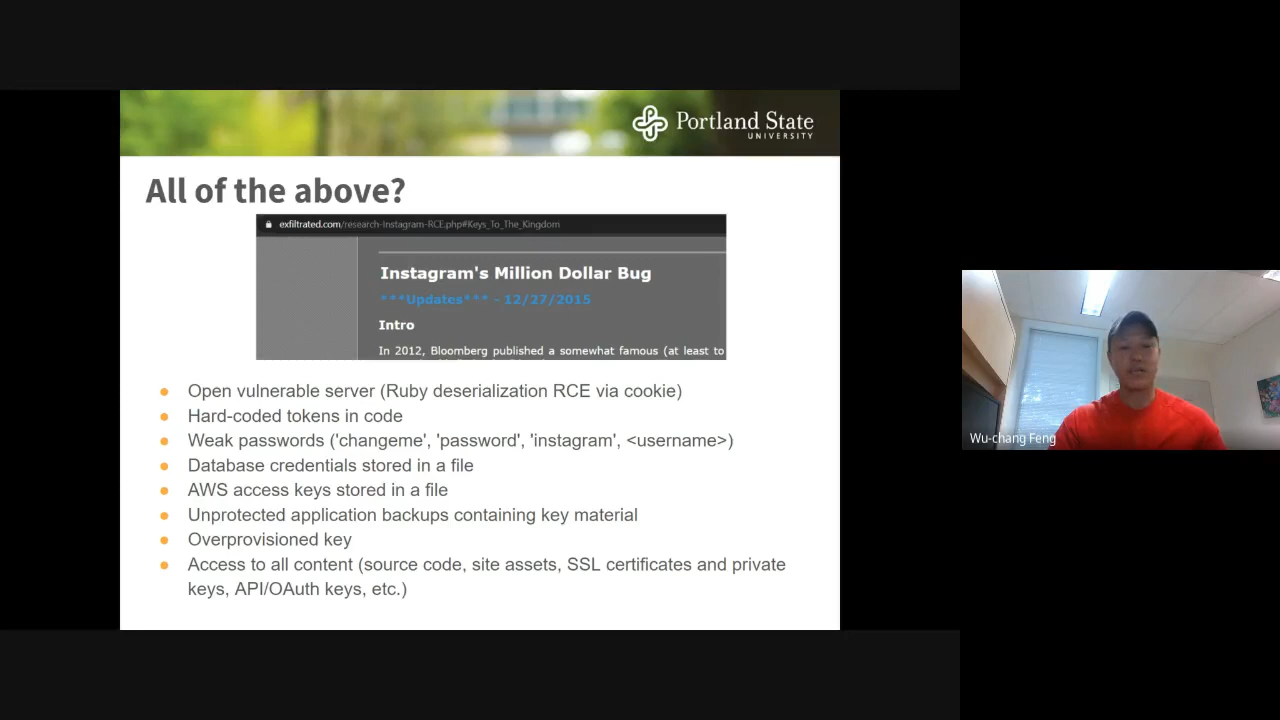 Portland State
UNIVERSITY
All of the above?
exfiltrated.com/research-Instagram-RCE.php#Keys_To_The_Kingdom
Instagram's Million Dollar Bug
***Updates*** - 12/27/2015
Intro
In 2012, Bloomberg published a somewhat famous (at least to
Open vulnerable server (Ruby deserialization RCE via cookie)
Hard-coded tokens in code
Weak passwords ('changeme', 'password', 'instagram', <username>)
Database credentials stored in a file
AWS access keys stored in a file
Unprotected application backups containing key material
Overprovisioned key
Access to all content (source code, site assets, SSL certificates and private
keys, API/OAuth keys, etc.)
Wu-chang Feng